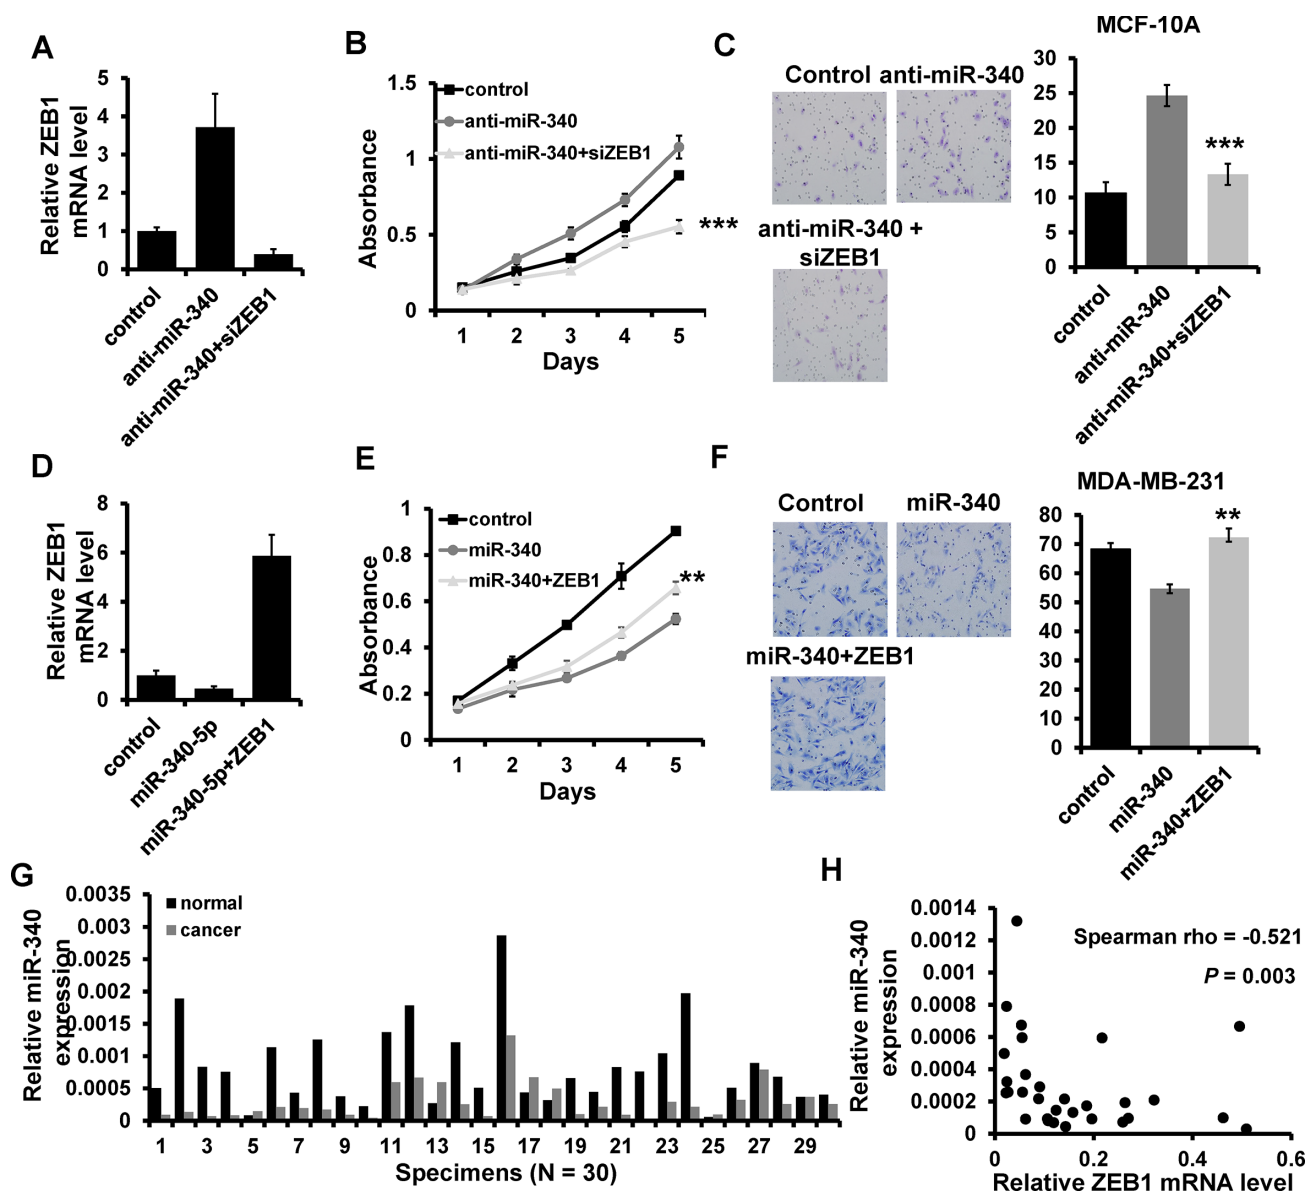 A
Relative ZEB1
mRNA level
5
4
3
2
1
0
control
anti-miR-340
anti-miR-340+siZEB1
B
Absorbance
1.5
1
0.5
0
control
anti-miR-340
anti-miR-340+siZEB1
***
1 2 3 4 5
Days
C
Control anti-miR-340
anti-miR-340 +
siZEB1
MCF-10A
30
25
20
15
10
5
0
***
control
anti-miR-340
anti-miR-340+siZEB1
D
Relative ZEB1
mRNA level
8
6
4
2
0
control
miR-340-5p
miR-340-5p+ZEB1
E
Absorbance
1
0.8
0.6
0.4
0.2
0
control
miR-340
miR-340+ZEB1
**
1 2 3 4 5
Days
F
Control miR-340
miR-340+ZEB1
MDA-MB-231
80
70
60
50
40
30
20
10
0
**
control
miR-340
miR-340+ZEB1
G
Relative miR-340
expression
0.0035
0.003
0.0025
0.002
0.0015
0.001
0.0005
0
normal
cancer
1 3 5 7 9 11 13 15 17 19 21 23 25 27 29
Specimens (N = 30)
H
Relative miR-340
expression
0.0014
0.0012
0.001
0.0008
0.0006
0.0004
0.0002
0
Spearman rho = -0.521
P = 0.003
0 0.2 0.4 0.6
Relative ZEB1 mRNA level